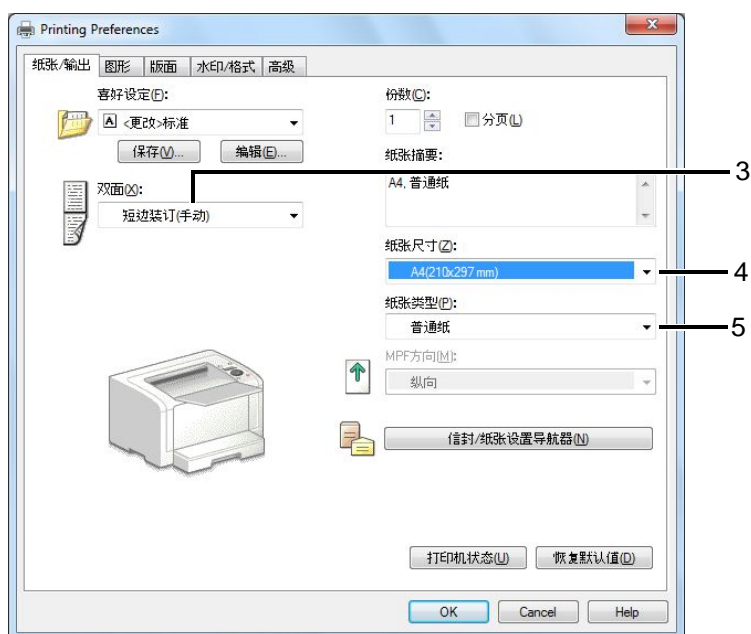 Printing Preferences
纸张/输出 图形 版面 水印/格式 高级
喜好设定(F):
A <更改>标准
保存(V)... 编辑(E)...
双面(X):
短边装订(手动)
份数(C):
1 分页(L)
纸张摘要:
A4, 普通纸
纸张尺寸(Z):
A4(210x297 mm)
纸张类型(P):
普通纸
MPF方向(M):
纵向
信封/纸张设置导航器(N)
打印机状态(U) 恢复默认值(D)
OK Cancel Help
3
4
5